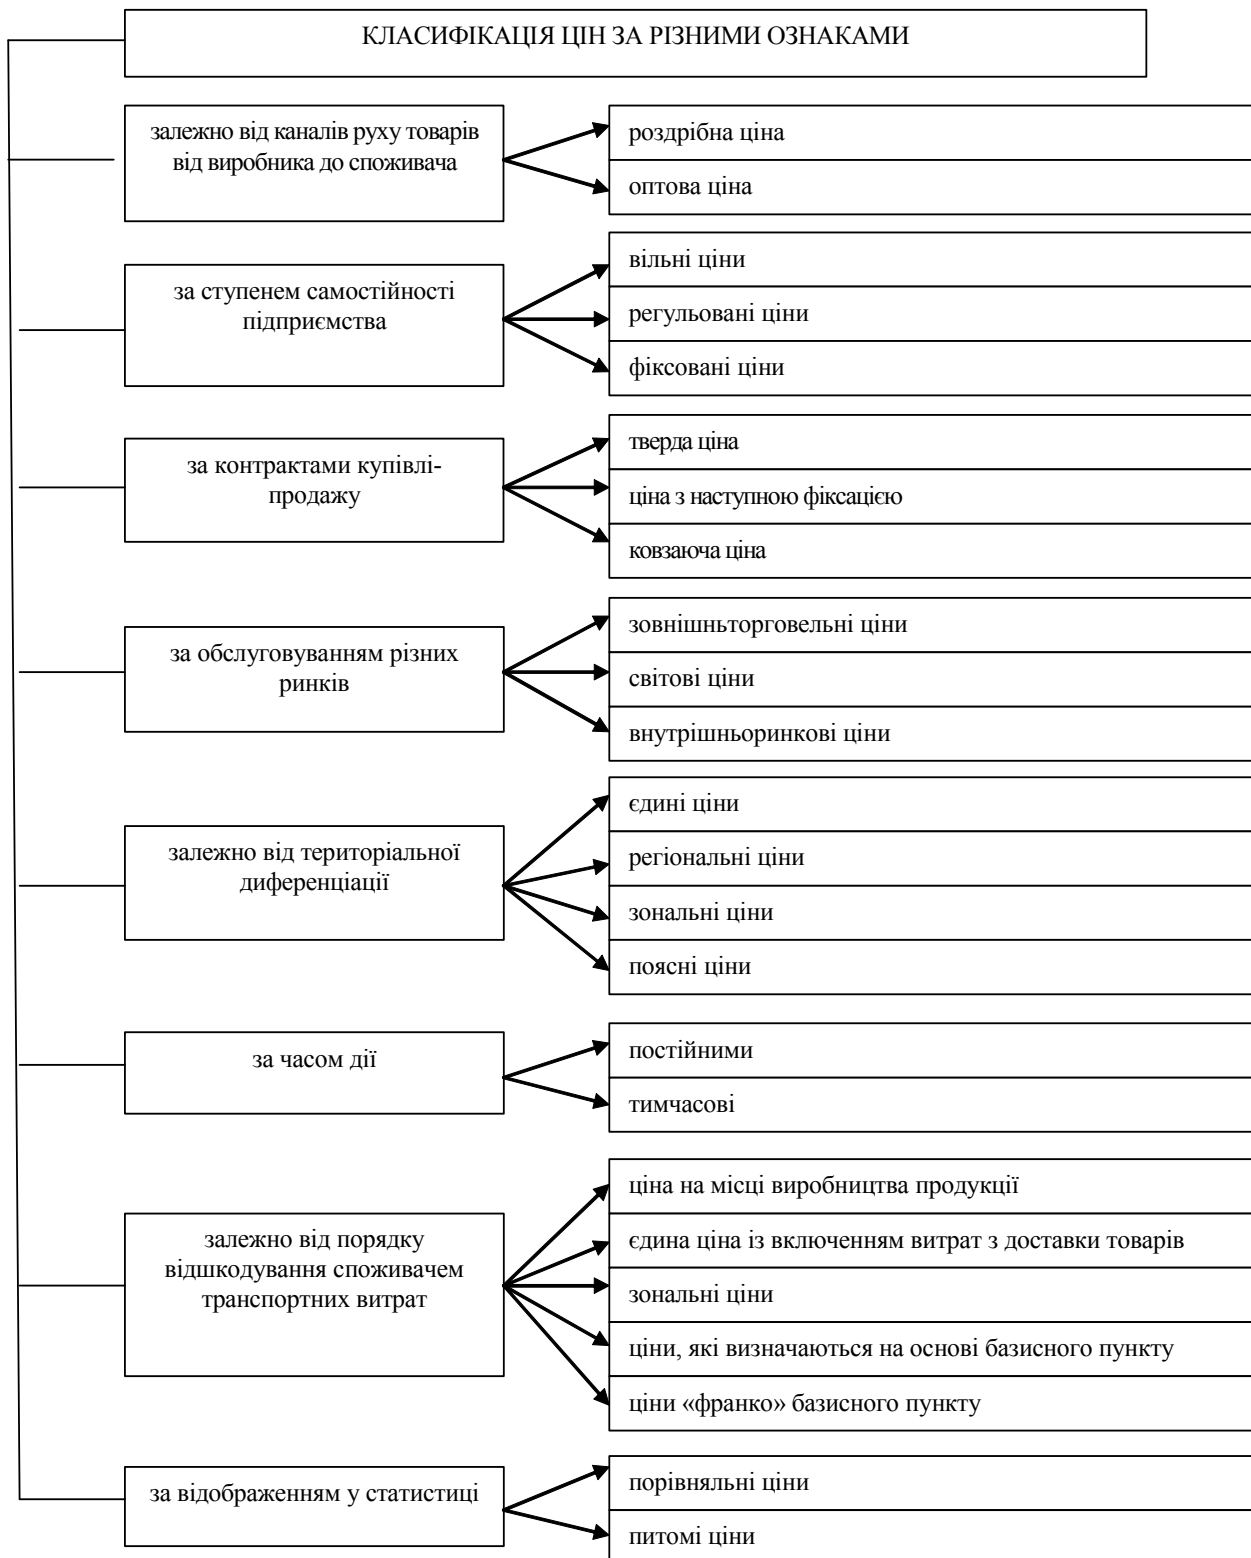 КЛАСИФІКАЦІЯ ЦІН ЗА РІЗНИМИ ОЗНАКАМИ
залежно від каналів руху товарів
від виробника до споживача
роздрібна ціна
оптова ціна
за ступенем самостійності
підприємства
вільні ціни
регульовані ціни
фіксовані ціни
за контрактами купівлі-
продажу
тверда ціна
ціна з наступною фіксацією
ковзаюча ціна
за обслуговуванням різних
ринків
зовнішньторговельні ціни
світові ціни
внутрішньоринкові ціни
залежно від територіальної
диференціації
єдині ціни
регіональні ціни
зональні ціни
поясні ціни
за часом дії
постійними
тимчасові
залежно від порядку
відшкодування споживачем
транспортних витрат
ціна на місці виробництва продукції
єдина ціна із включенням витрат з доставки товарів
зональні ціни
ціни, які визначаються на основі базисного пункту
ціни «франко» базисного пункту
за відображенням у статистиці
порівняльні ціни
питомі ціни